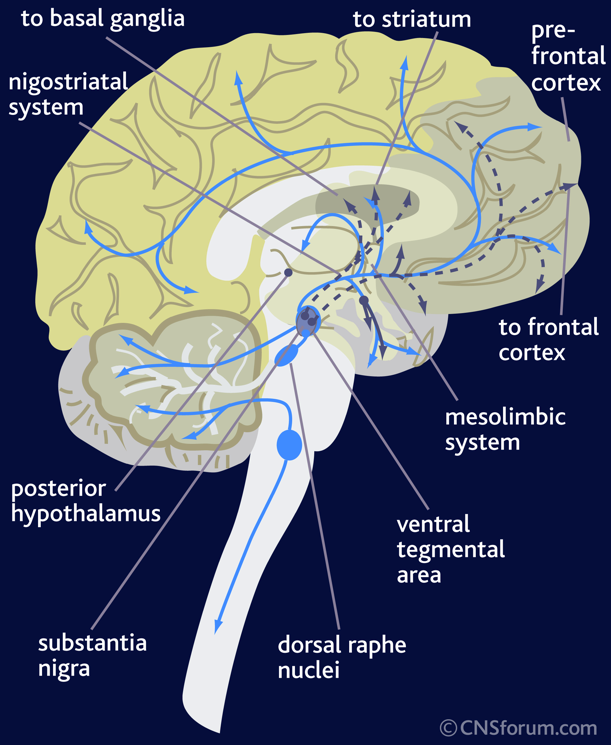 to basal ganglia
to striatum
pre-
frontal
cortex
nigostriatal
system
to frontal
cortex
mesolimbic
system
posterior
hypothalamus
ventral
tegmental
area
substantia
nigra
dorsal raphe
nuclei
© CNSforum.com